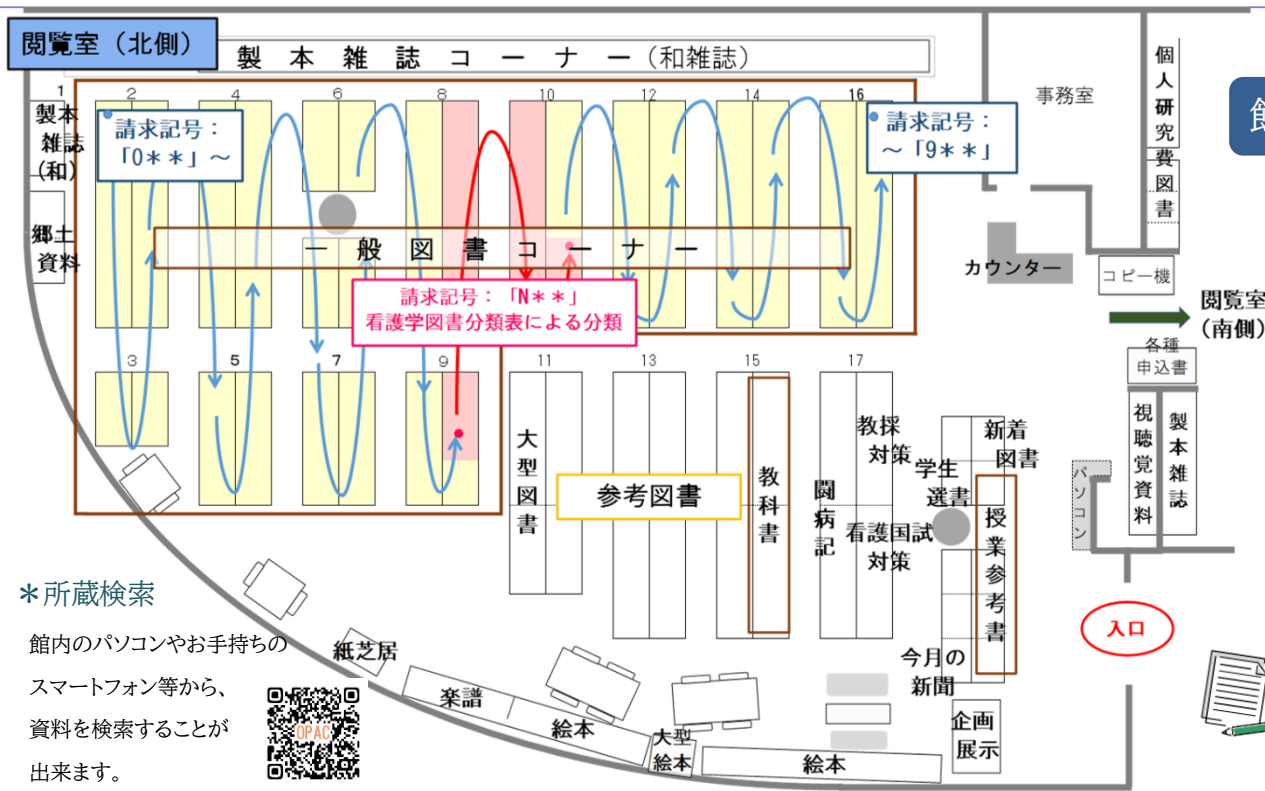 閲覧室（北側）
製本雑誌コーナー（和雑誌）
1
製本
雑誌
（和）
郷土
資料
2
4
6
8
10
12
14
16
請求記号：
「0＊＊」～
請求記号：
～「9＊＊」
一般図書コーナー
請求記号：「N＊＊」
看護学図書分類表による分類
3
5
7
9
11
13
15
17
大型図書
参考図書
教科書
闘病記
教採
対策
学生
選書
看護国試
対策
新着
図書
授業参考書
今月の
新聞
企画
展示
事務室
個人研究費図書
館
カウンター
コピー機
閲覧室
（南側）
各種
申込書
視聴覚資料
製本雑誌
パソコン
入口
＊所蔵検索
館内のパソコンやお手持ちの
スマートフォン等から、
資料を検索することが
出来ます。
OPAC
紙芝居
楽譜
絵本
大型
絵本
絵本